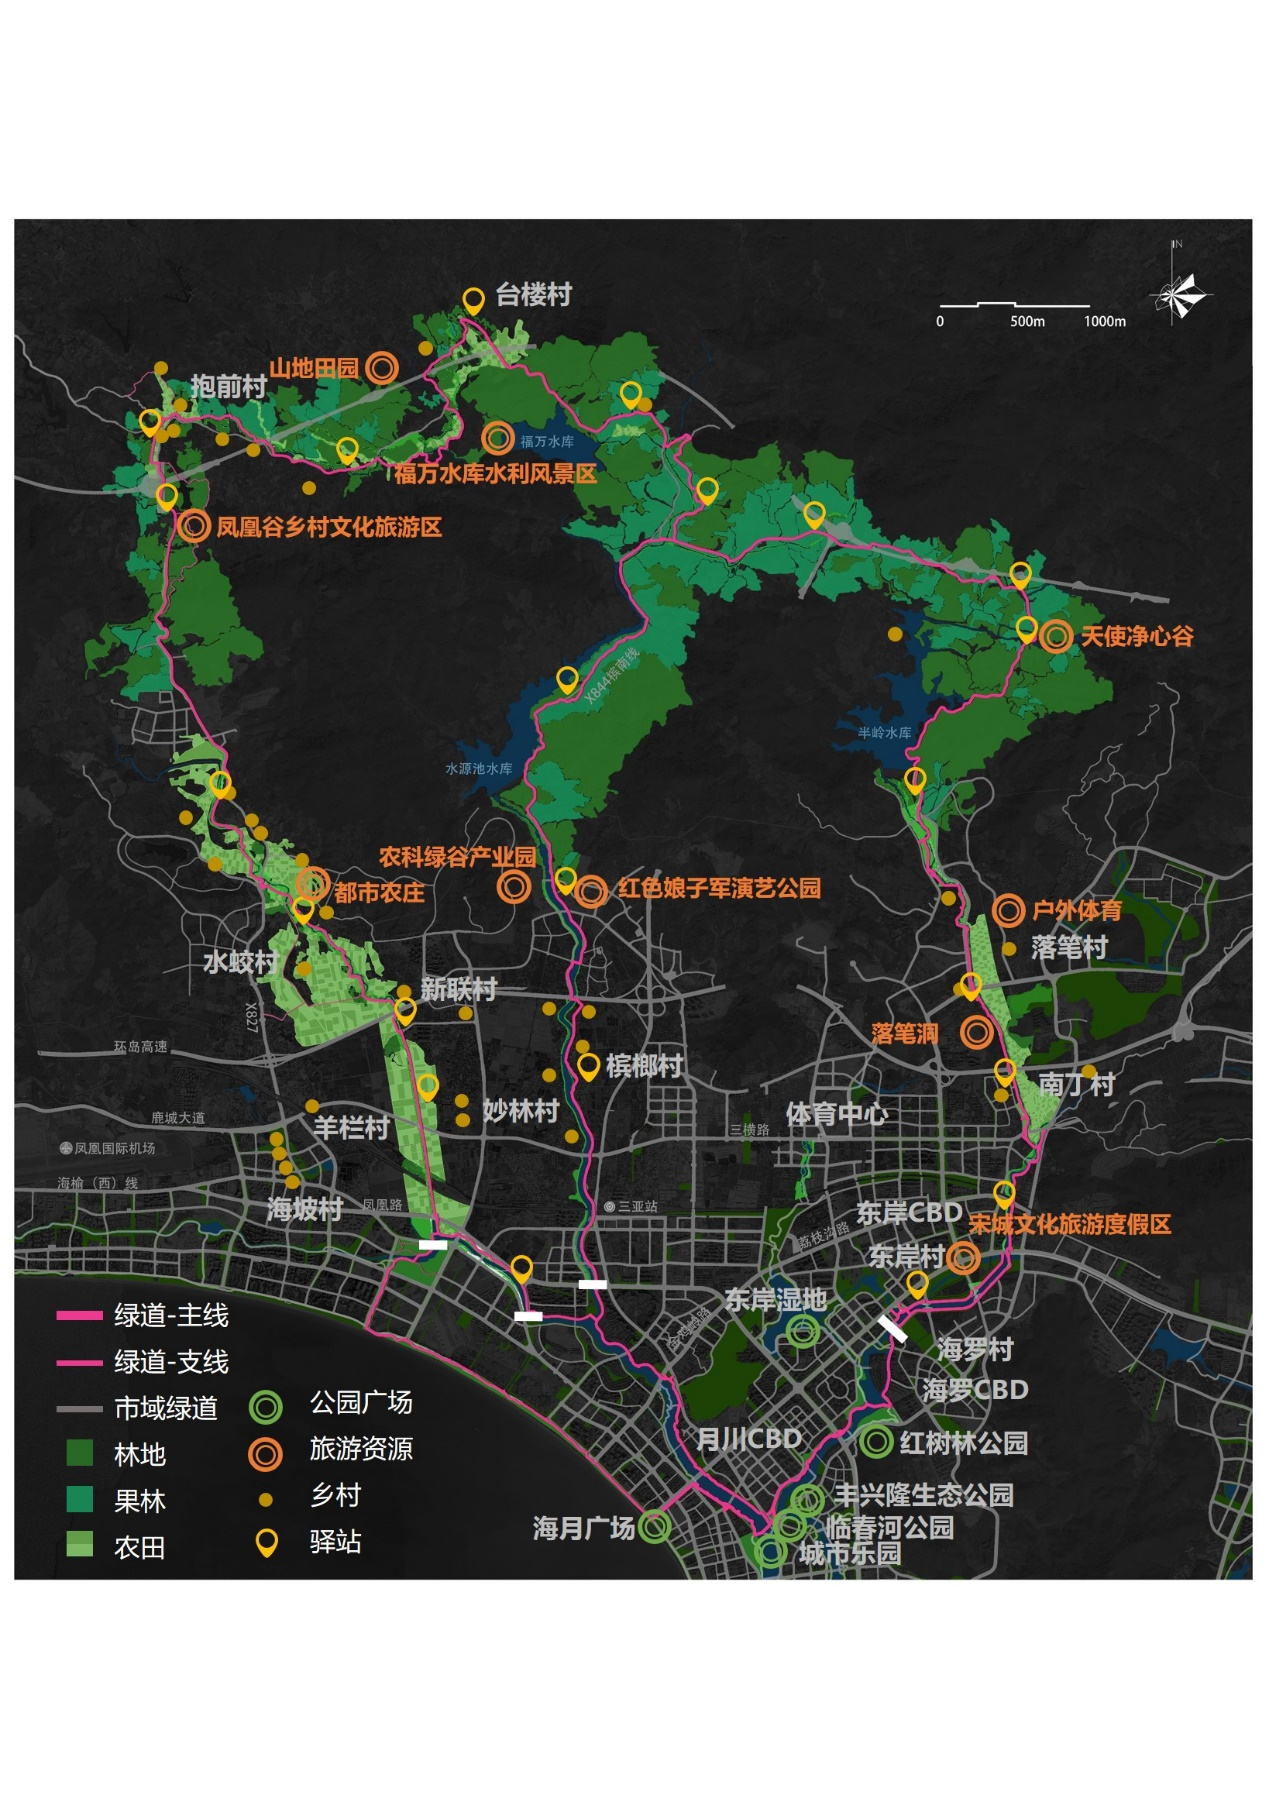 IN
台楼村
0 500m 1000m
山地田园
抱前村
福万水库
福万水库水利风景区
凤凰谷乡村文化旅游区
天使净心谷
X844槟南线
半岭水库
水源池水库
农科绿谷产业园
都市农庄
红色娘子军演艺公园
户外体育
落笔村
水蛟村
新联村
X827
落笔洞
环岛高速
槟榔村
南丁村
鹿城大道
妙林村
体育中心
羊栏村
三横路
凤凰国际机场
海榆（西）线
海坡村
凤凰路
三亚站
东岸CBD
宋城文化旅游度假区
荔枝沟路
东岸村
东岸湿地
绿道-主线
金鸡岭路
海罗村
绿道-支线
海罗CBD
市域绿道
公园广场
月川CBD
红树林公园
林地
旅游资源
果林
乡村
丰兴隆生态公园
海月广场
临春河公园
农田
驿站
城市乐园